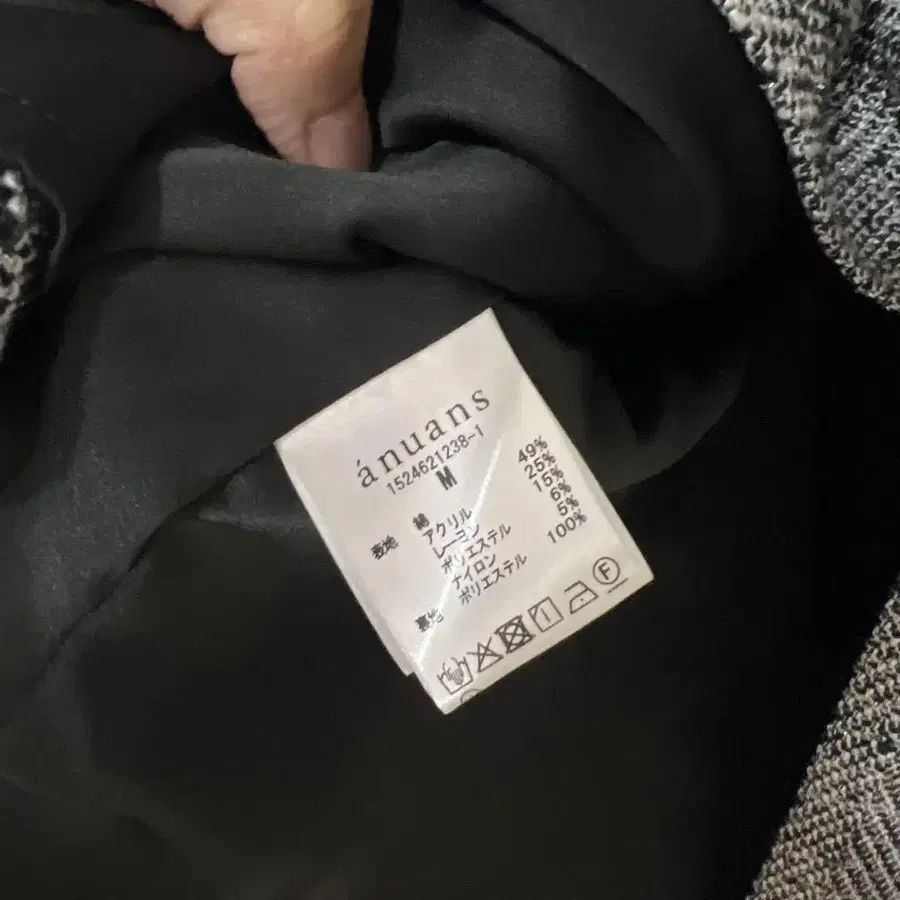 ánuans
1524621238-1
M
表地 綿 49%
アクリル 25%
レーヨン 15%
ポリエステル 6%
ナイロン 5%
裏地 ポリエステル 100%
F